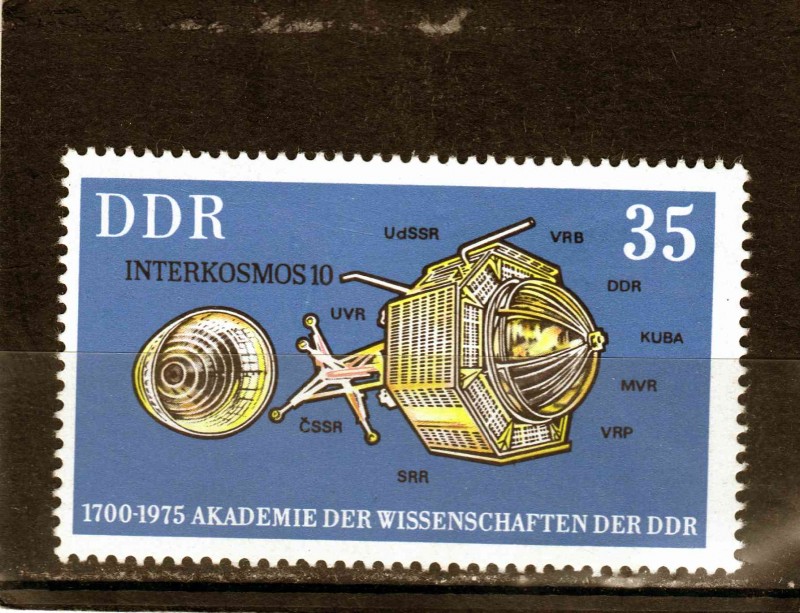 DDR
35
UdSSR
VRB
INTERKOSMOS 10
DDR
UVR
KUBA
MVR
ČSSR
VRP
SRR
1700-1975 AKADEMIE DER WISSENSCHAFTEN DER DDR